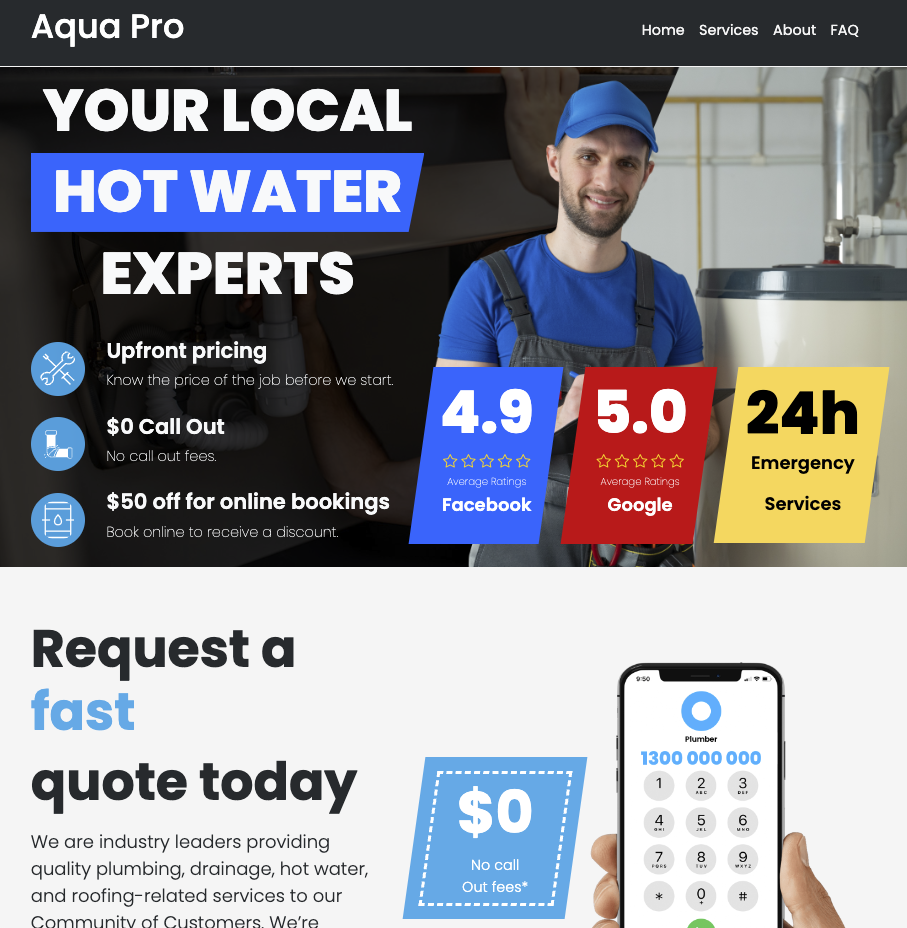 Aqua Pro
Home Services About FAQ
YOUR LOCAL
HOT WATER
EXPERTS
Upfront pricing
Know the price of the job before we start.
$0 Call Out
No call out fees.
$50 off for online bookings
Book online to receive a discount.
4.9
Average Ratings
Facebook
5.0
Average Ratings
Google
24h
Emergency
Services
Request a
fast
quote today
We are industry leaders providing
quality plumbing, drainage, hot water,
and roofing-related services to our
Community of Customers. We’re
$0
No call
Out fees*
9:50
Plumber
1300 000 000
1 2 3
ABC DEF
4 5 6
GHI JKL MNO
7 8 9
PQRS TUV WXYZ
* 0 #
+